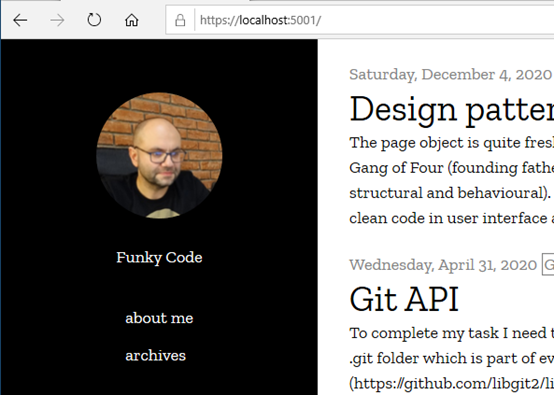 https://localhost:5001/
Funky Code
about me
archives
Saturday, December 4, 2020
Design patter
The page object is quite fresh
Gang of Four (founding fathe
structural and behavioural).
clean code in user interface a
Wednesday, April 31, 2020 G
Git API
To complete my task I need t
.git folder which is part of ev
(https://github.com/libgit2/li